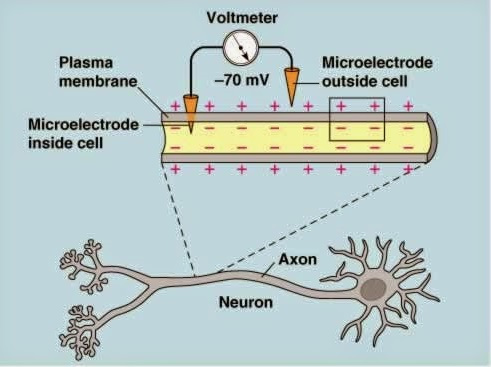 Voltmeter
Plasma
membrane
–70 mV
Microelectrode
outside cell
Microelectrode
inside cell
+ + + + + + + +
– – – – – – –
– – – – – – – –
+ + + + + + + +
Axon
Neuron